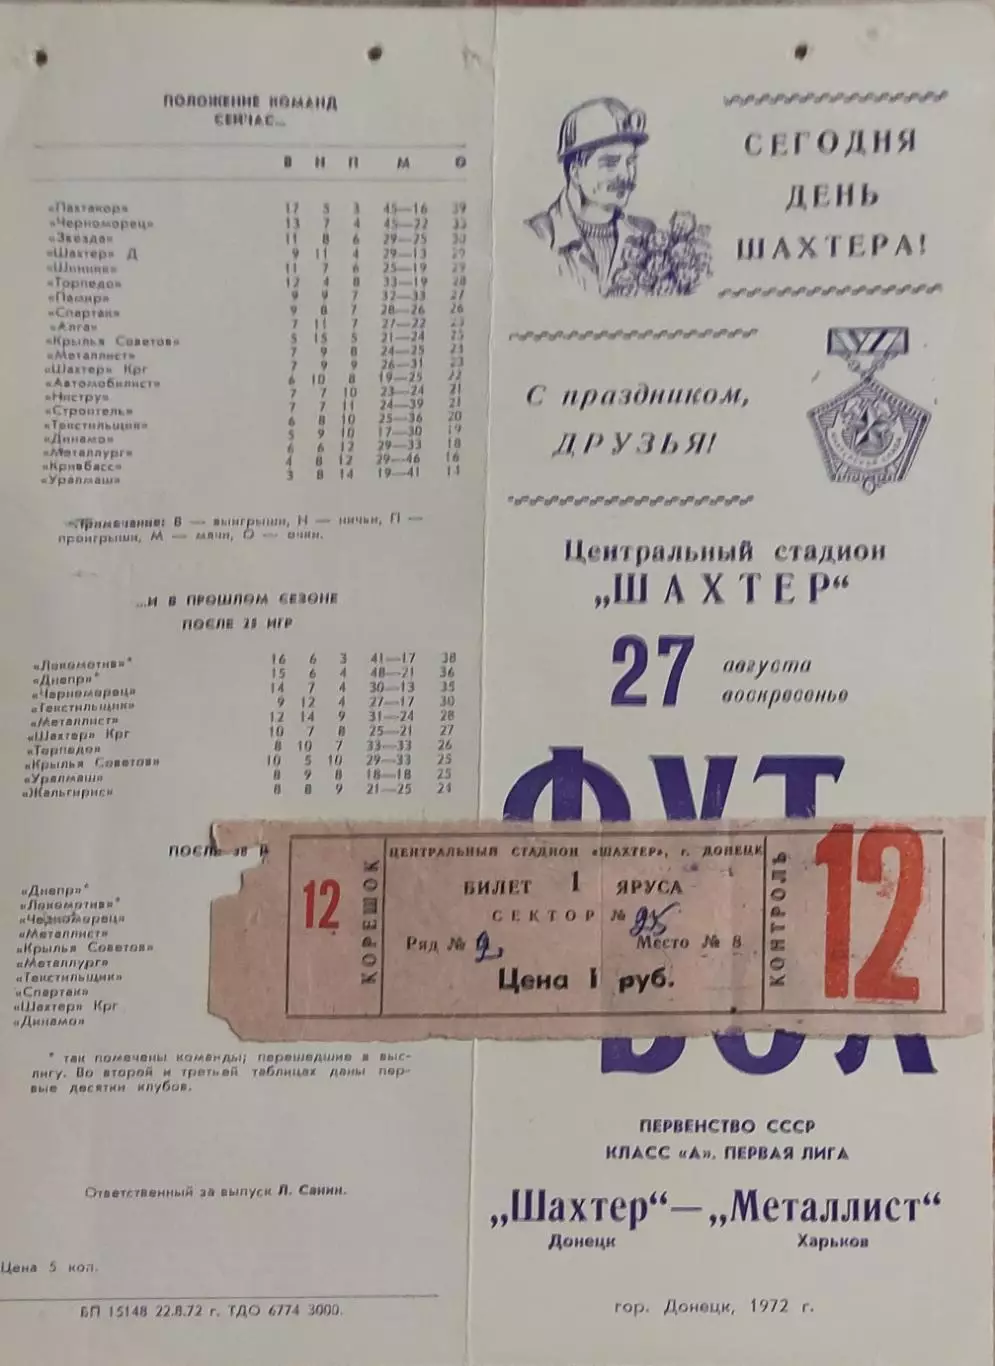 ПОЛОЖЕНИЕ КОМАНД
СЕЙЧАС...
В Н П М О
«Пахтакор» 17 5 3 45—16 39
«Черноморец» 13 7 4 45—22 33
«Звезда» 11 8 6 29—25 30
«Шахтер» Д 9 11 4 29—13 29
«Шинник» 11 7 6 25—19 29
«Торпедо» 12 4 8 33—19 28
«Памир» 9 9 7 32—33 27
«Спартак» 9 8 7 28—26 26
«Алга» 7 11 7 27—22 25
«Крылья Советов» 5 15 5 21—24 25
«Металлист» 7 9 8 24—25 23
«Шахтер» Крг 7 9 9 26—31 23
«Автомобилист» 6 10 8 19—25 22
«Нистру» 7 7 10 23—24 21
«Строитель» 7 7 11 24—39 21
«Текстильщик» 6 8 10 25—36 20
«Динамо» 5 9 10 17—30 19
«Металлург» 6 6 12 29—33 18
«Кривбасс» 4 8 12 29—46 16
«Уралмаш» 3 8 14 19—41 14
«Примечание: В — выигрыши, Н — ничьи, П —
проигрыши, М — мячи, О — очки.
...И В ПРОШЛОМ СЕЗОНЕ
ПОСЛЕ 25 ИГР
«Локомотив»* 16 6 3 41—17 38
«Днепр»* 15 6 4 48—21 36
«Черноморец» 14 7 4 30—13 35
«Текстильщик» 9 12 4 27—17 30
«Металлист» 12 14 9 31—24 28
«Шахтер» Крг 10 7 8 25—21 27
«Торпедо» 8 10 7 33—33 26
«Крылья Советов» 10 5 10 29—33 25
«Уралмаш» 8 9 8 18—18 25
«Жальгирис» 8 8 9 21—25 24
ПОСЛЕ
«Днепр»*
«Локомотив»*
«Черноморец»
«Металлист»
«Крылья Советов»
«Металлург»
«Текстильщик»
«Спартак»
«Шахтер» Крг
«Динамо»
* так помечены команды; перешедшие в выс-
лигу. Во второй и третьей таблицах даны пер-
вые десятки клубов.
Ответственный за выпуск Л. Санин.
Цена 5 коп.
БП 15148 22.8.72 г. ТДО 6774 3000.
СЕГОДНЯ
ДЕНЬ
ШАХТЕРА!
С праздником,
ДРУЗЬЯ!
Центральный стадион
„ШАХТЕР“
27 августа
воскресенье
ФУТ
БОЛ
12
КОРЕШОК
ЦЕНТРАЛЬНЫЙ СТАДИОН «ШАХТЕР», г. ДОНЕЦК
БИЛЕТ 1 ЯРУСА
СЕКТОР № 25
Ряд № 2 Место № 8
Цена 1 руб.
КОНТРОЛЬ
12
ПЕРВЕНСТВО СССР
КЛАСС «А». ПЕРВАЯ ЛИГА
„Шахтер“—„Металлист“
Донецк Харьков
гор. Донецк, 1972 г.